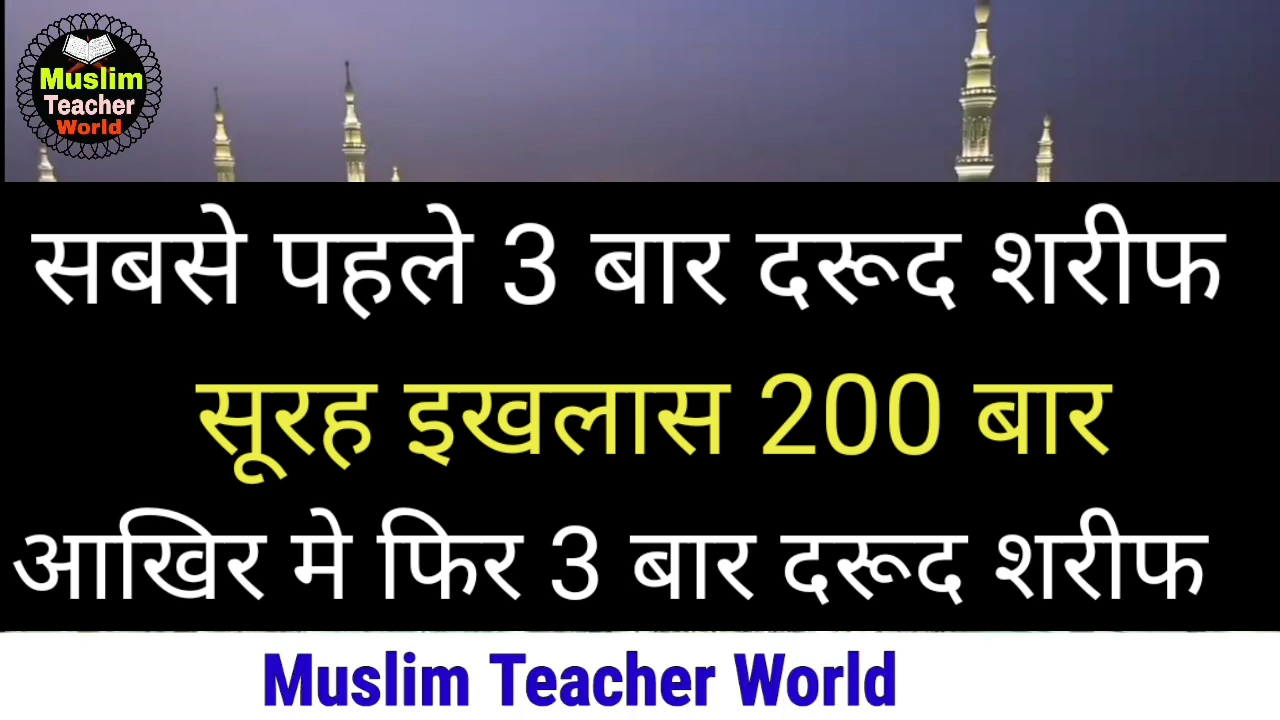 Muslim
Teacher
World
सबसे पहले 3 बार दरूद शरीफ
सूरह इखलास 200 बार
आखिर मे फिर 3 बार दरूद शरीफ
Muslim Teacher World